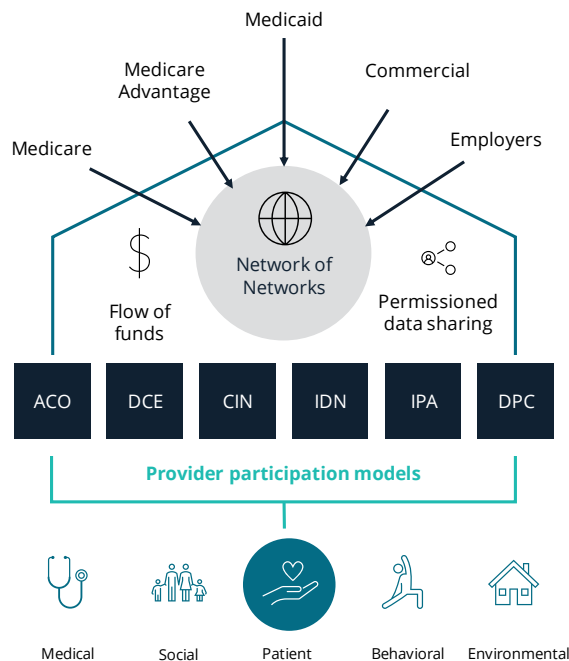 Medicaid
Medicare
Advantage
Commercial
Medicare
Employers
Network of
Networks
Flow of
funds
Permissioned
data sharing
ACO
DCE
CIN
IDN
IPA
DPC
Provider participation models
Medical
Social
Patient
Behavioral
Environmental